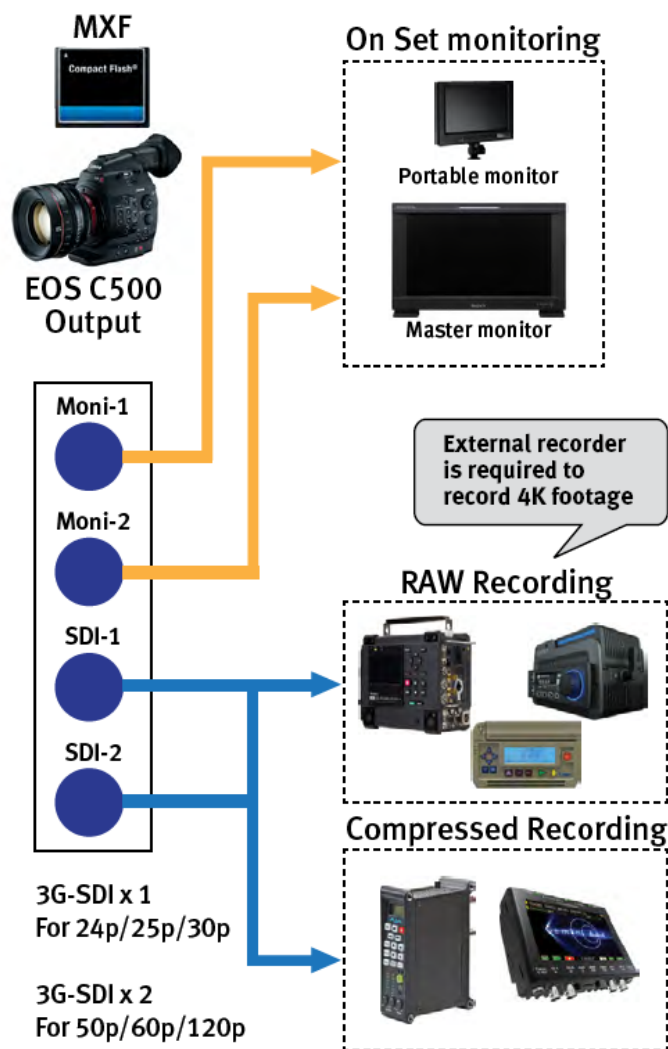 MXF
Compact Flash®
EOS C500
Output
Moni-1
Moni-2
SDI-1
SDI-2
3G-SDI x 1
For 24p/25p/30p
3G-SDI x 2
For 50p/60p/120p
On Set monitoring
Portable monitor
Master monitor
External recorder
is required to
record 4K footage
RAW Recording
Compressed Recording